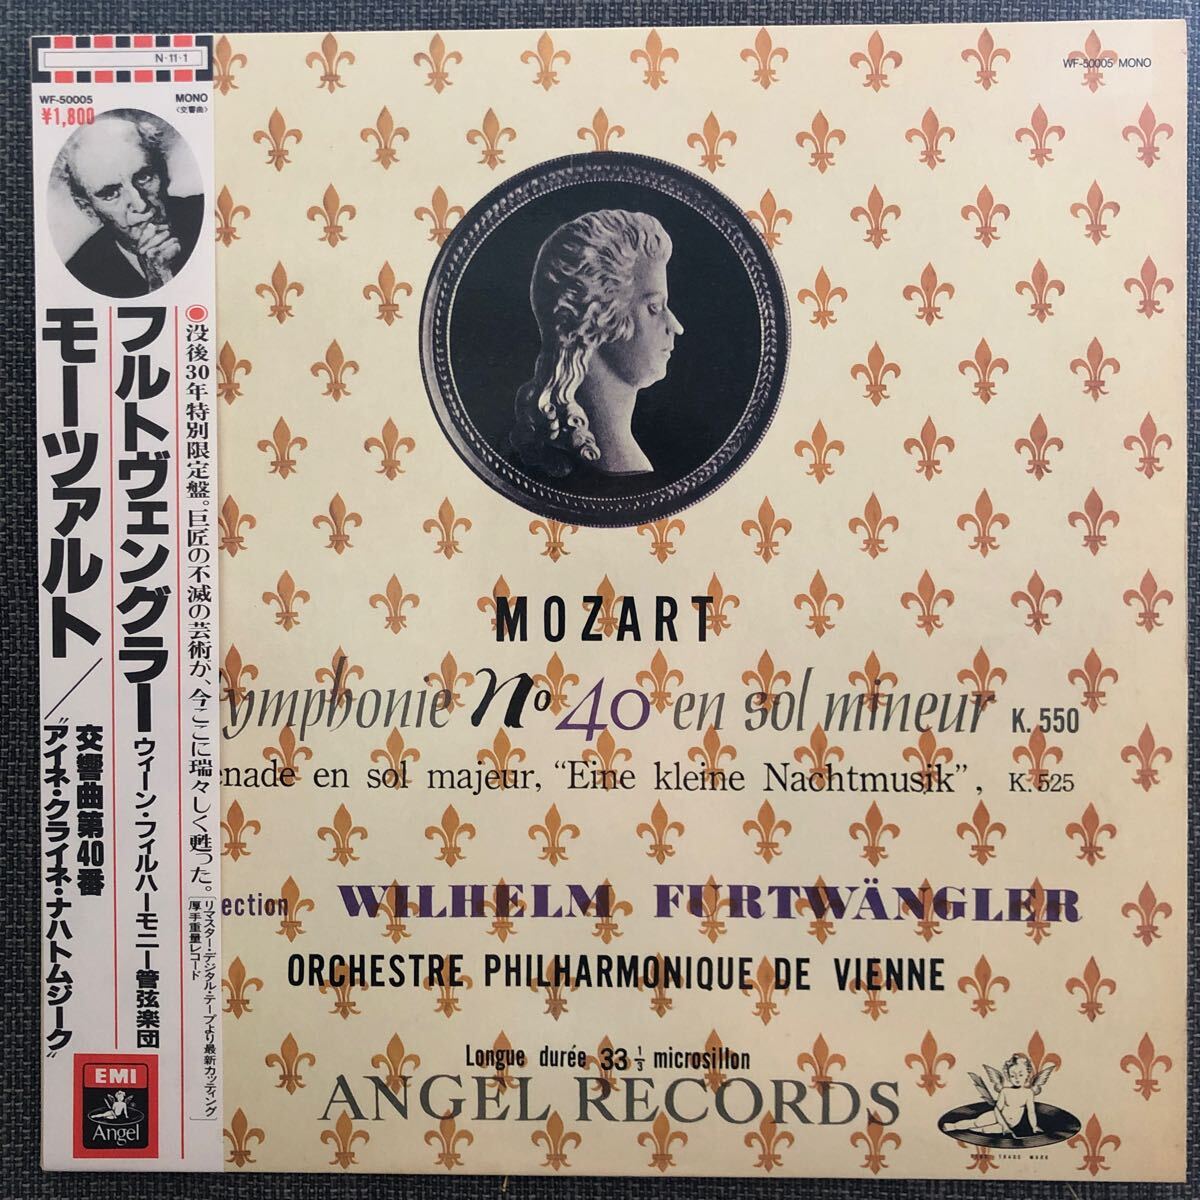 N-11-1
WF-50005 MONO
¥1,800
〈交響曲〉
フルトヴェングラー ウィーン・フィルハーモニー管弦楽団
モーツァルト／交響曲第40番
"アイネ・クライネ・ナハトムジーク"
●没後30年特別限定盤。巨匠の不滅の芸術が、今ここに瑞々しく甦った。
リマスター・デジタル・テープより最新カッティング
厚手重量レコード
EMI
Angel
WF-50005 MONO
MOZART
ymphonie No 40 en sol mineur K. 550
enade en sol majeur, "Eine kleine Nachtmusik", K. 525
ection WILHELM FURTWÄNGLER
ORCHESTRE PHILHARMONIQUE DE VIENNE
Longue durée 33 1/3 microsillon
ANGEL RECORDS
TRADE MARK